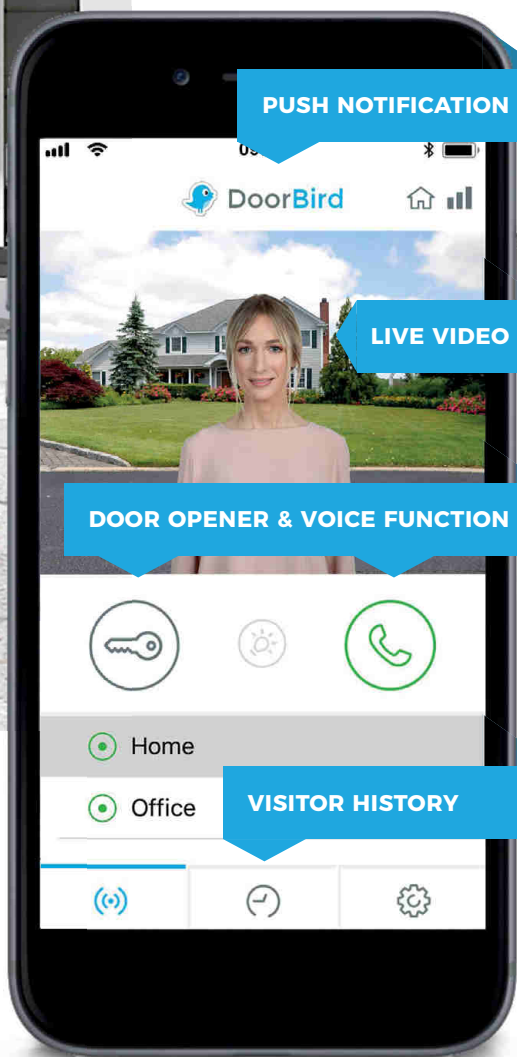 PUSH NOTIFICATION
DoorBird
LIVE VIDEO
DOOR OPENER & VOICE FUNCTION
Home
Office
VISITOR HISTORY